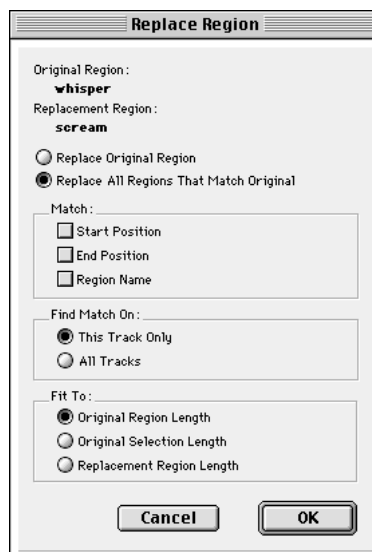 Replace Region
Original Region:
whisper
Replacement Region:
scream
Replace Original Region
Replace All Regions That Match Original
Match:
Start Position
End Position
Region Name
Find Match On:
This Track Only
All Tracks
Fit To:
Original Region Length
Original Selection Length
Replacement Region Length
Cancel
OK